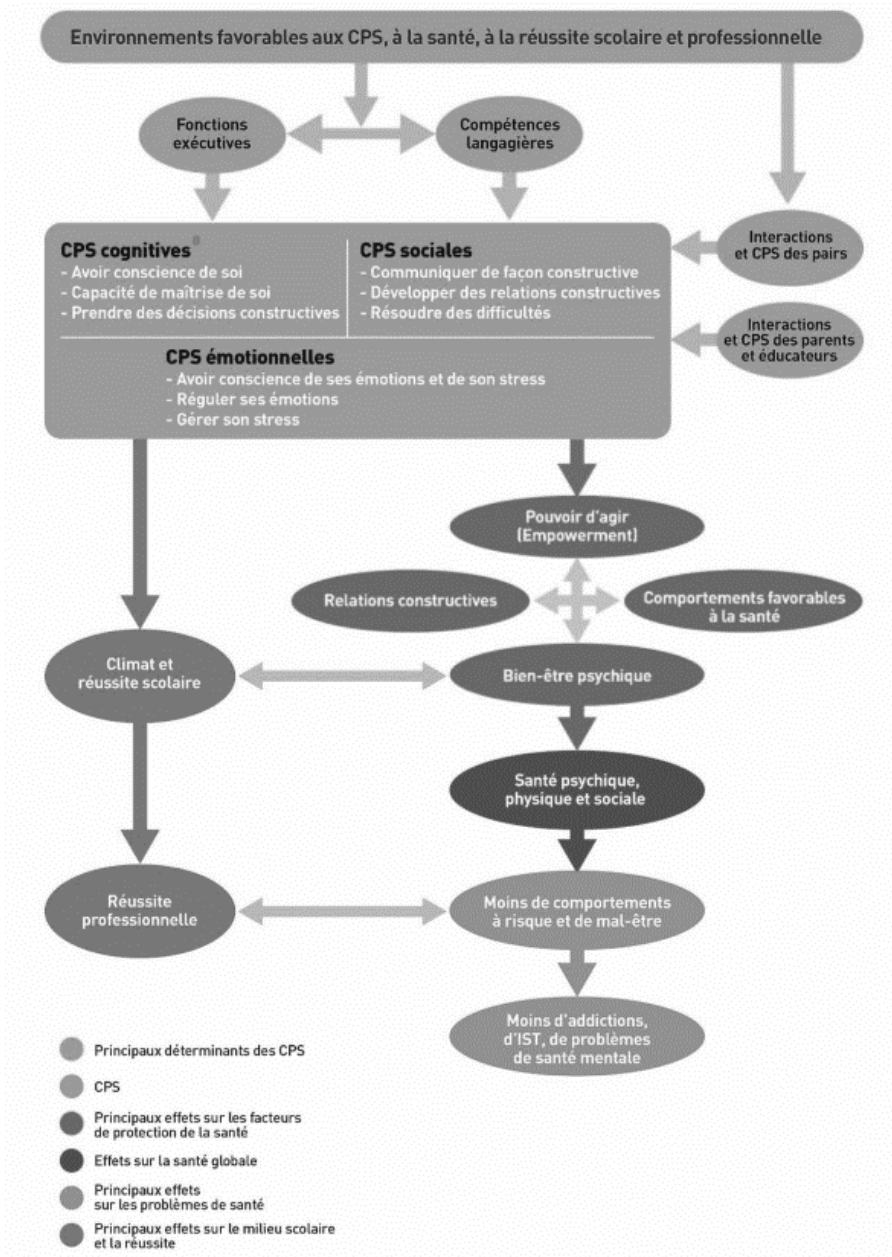 Environnements favorables aux CPS, à la santé, à la réussite scolaire et professionnelle
Fonctions
exécutives
Compétences
langagières
CPS cognitives
- Avoir conscience de soi
- Capacité de maîtrise de soi
- Prendre des décisions constructives
CPS sociales
- Communiquer de façon constructive
- Développer des relations constructives
- Résoudre des difficultés
Interactions
et CPS des pairs
Interactions
et CPS des parents
et éducateurs
CPS émotionnelles
- Avoir conscience de ses émotions et de son stress
- Réguler ses émotions
- Gérer son stress
Pouvoir d'agir
(Empowerment)
Relations constructives
Comportements favorables
à la santé
Climat et
réussite scolaire
Bien-être psychique
Santé psychique,
physique et sociale
Réussite
professionnelle
Moins de comportements
à risque et de mal-être
Moins d'addictions,
d'IST, de problèmes
de santé mentale
Principaux déterminants des CPS
CPS
Principaux effets sur les facteurs
de protection de la santé
Effets sur la santé globale
Principaux effets
sur les problèmes de santé
Principaux effets sur le milieu scolaire
et la réussite